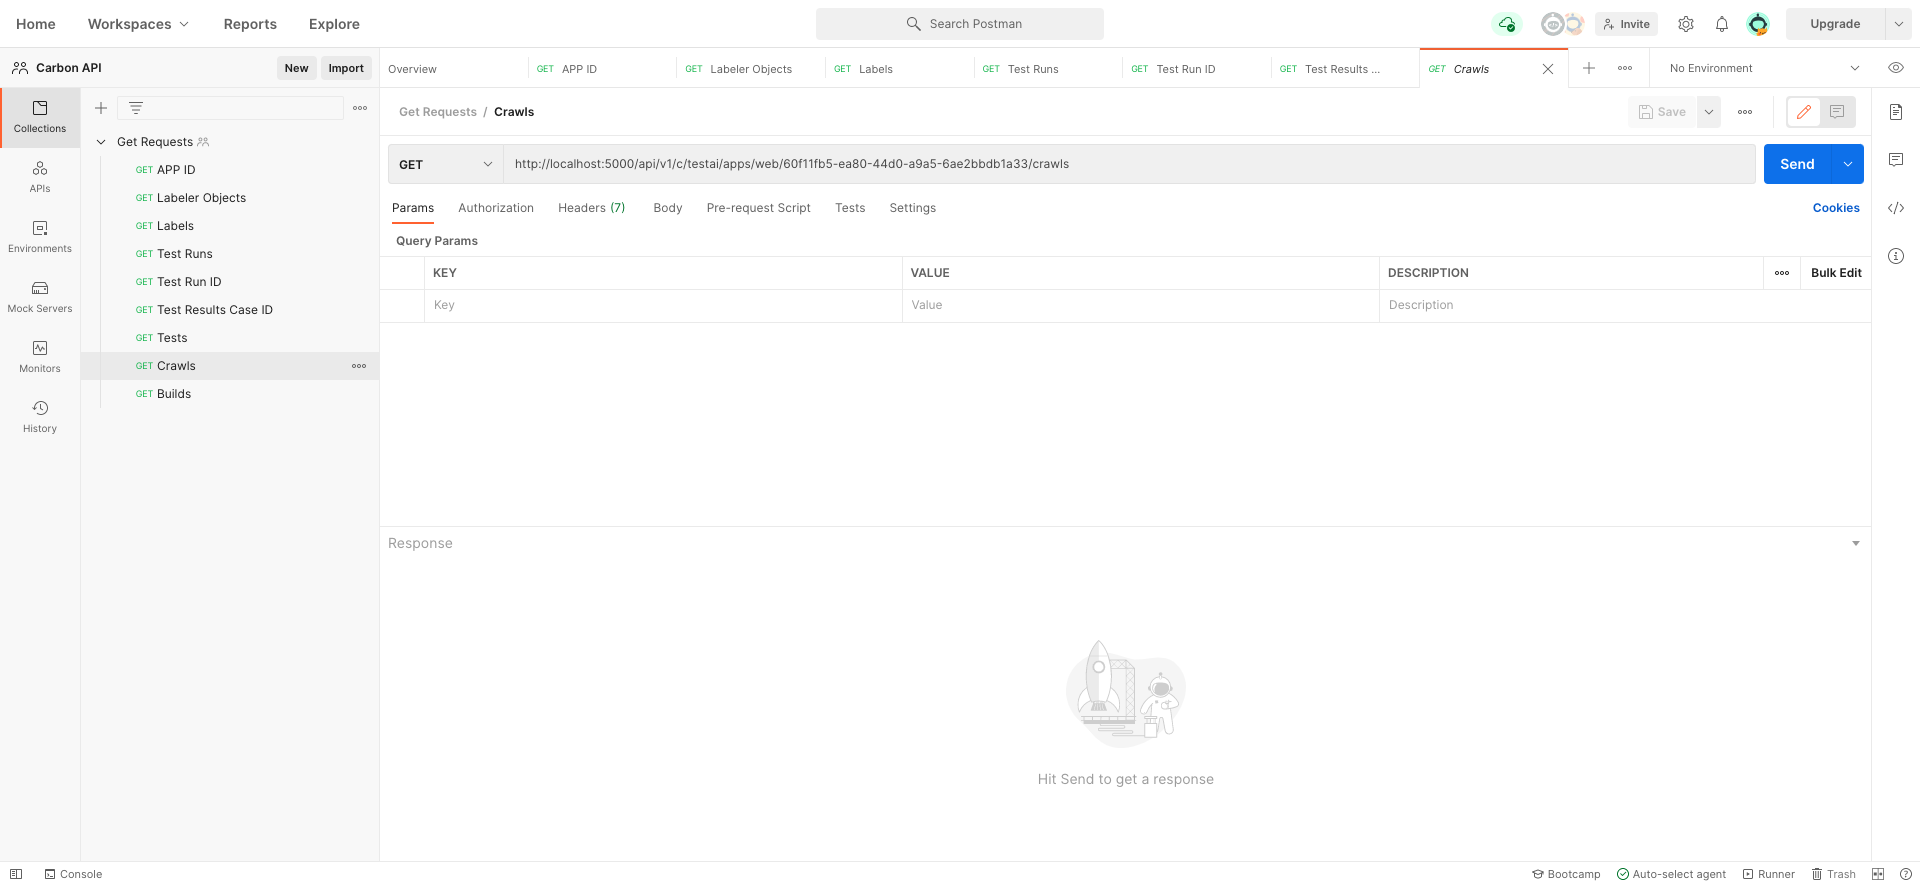 Home Workspaces Reports Explore Search Postman Invite Upgrade
Carbon API New Import
Overview GET APP ID GET Labeler Objects GET Labels GET Test Runs GET Test Run ID GET Test Results ... GET Crawls No Environment
Collections
APIs
Environments
Mock Servers
Monitors
History
Get Requests
GET APP ID
GET Labeler Objects
GET Labels
GET Test Runs
GET Test Run ID
GET Test Results Case ID
GET Tests
GET Crawls
GET Builds
Get Requests / Crawls Save
GET http://localhost:5000/api/v1/c/testai/apps/web/60f11fb5-ea80-44d0-a9a5-6ae2bbdb1a33/crawls Send
Params Authorization Headers (7) Body Pre-request Script Tests Settings Cookies
Query Params
KEY VALUE DESCRIPTION Bulk Edit
Key Value Description
Response
Hit Send to get a response
Console Bootcamp Auto-select agent Runner Trash